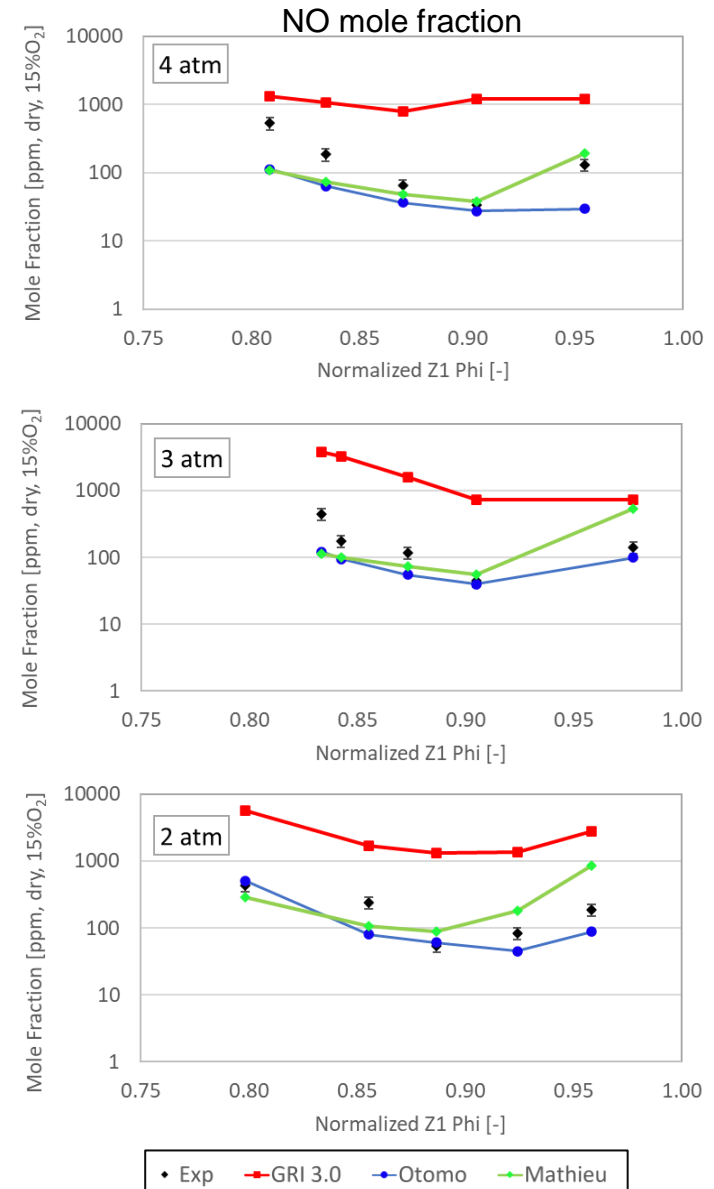 NO mole fraction
Mole Fraction [ppm, dry, 15%O₂]
10000
1000
100
10
1
4 atm
0.75 0.80 0.85 0.90 0.95 1.00
Normalized Z1 Phi [-]
Mole Fraction [ppm, dry, 15%O₂]
10000
1000
100
10
1
3 atm
0.75 0.80 0.85 0.90 0.95 1.00
Normalized Z1 Phi [-]
Mole Fraction [ppm, dry, 15%O₂]
10000
1000
100
10
1
2 atm
0.75 0.80 0.85 0.90 0.95 1.00
Normalized Z1 Phi [-]
Exp GRI 3.0 Otomo Mathieu